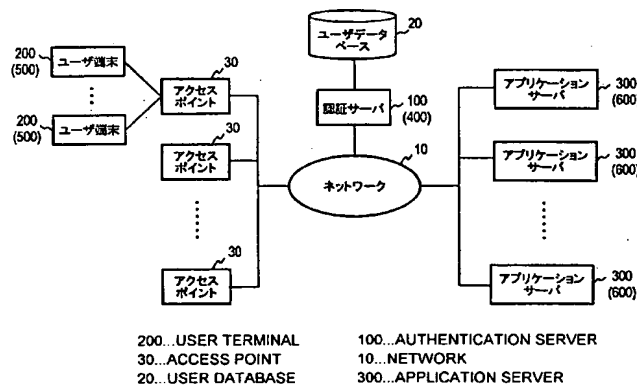 20
ユーザデータ
ベース
200
(500)
ユーザ端末
30
アクセス
ポイント
200
(500)
ユーザ端末
認証サーバ
100
(400)
300
(600)
アプリケーション
サーバ
30
アクセス
ポイント
10
ネットワーク
アプリケーション
サーバ
300
(600)
30
アクセス
ポイント
アプリケーション
サーバ
300
(600)
200...USER TERMINAL
30...ACCESS POINT
20...USER DATABASE
100...AUTHENTICATION SERVER
10...NETWORK
300...APPLICATION SERVER